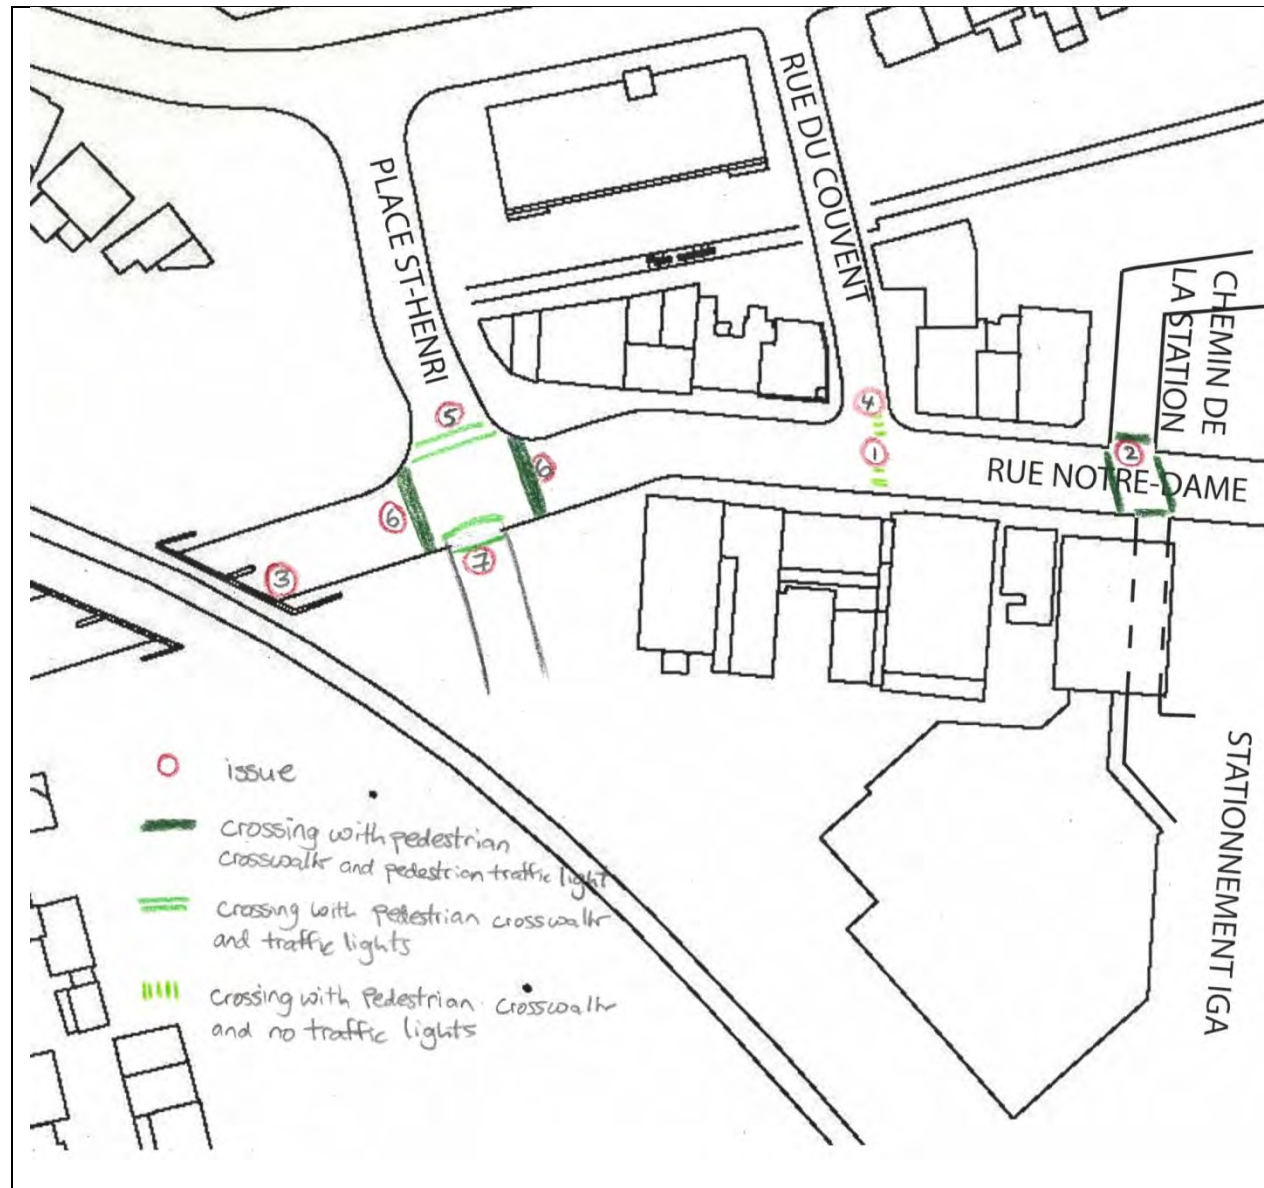 RUE DU COUVENT
PLACE ST-HENRI
CHEMIN DE
LA STATION
4
5
1
2
RUE NOTRE-DAME
6
6
7
3
STATIONNEMENT IGA
issue
crossing with pedestrian
crosswalk and pedestrian traffic light
crossing with pedestrian crosswalk
and traffic lights
crossing with pedestrian crosswalk
and no traffic lights